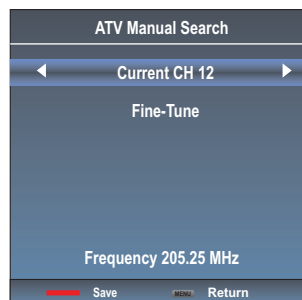 ATV Manual Search
Current CH 12
Fine-Tune
Frequency 205.25 MHz
Save MENU Return